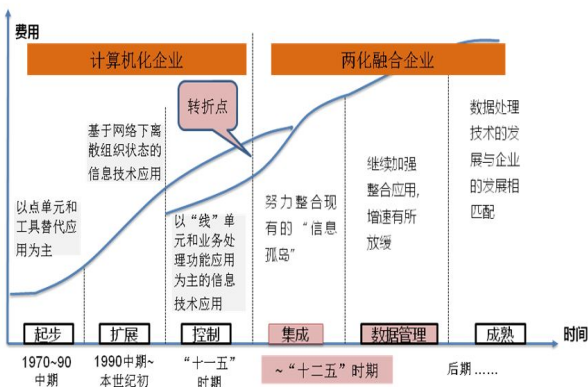 费用
计算机化企业
两化融合企业
转折点
基于网络下离
散组织状态的
信息技术应用
以点单元和
工具替代应
用为主
以“线”单
元和业务处
理功能应用
为主的信息
技术应用
努力整合现
有的“信息
孤岛”
继续加强
整合应用，
增速有所
放缓
数据处理
技术的发
展与企业
的发展相
匹配
起步
扩展
控制
集成
数据管理
成熟
时间
1970~90
中期
1990中期~
本世纪初
“十一五”
时期
~“十二五”时期
后期……